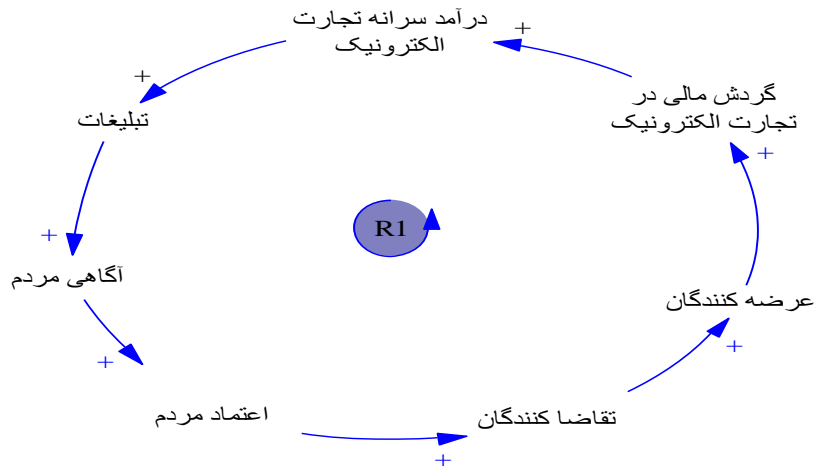 درآمد سرانه تجارت
الکترونیک
+
گردش مالی در
تجارت الکترونیک
+
+
تبلیغات
R1
+
آگاهی مردم
عرضه کنندگان
+
+
اعتماد مردم
تقاضا کنندگان
+